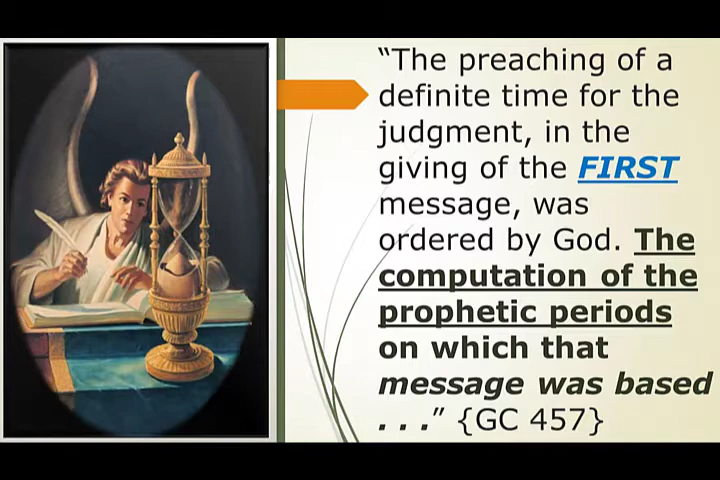 “The preaching of a
definite time for the
judgment, in the
giving of the FIRST
message, was
ordered by God. The
computation of the
prophetic periods
on which that
message was based
. . .” {GC 457}